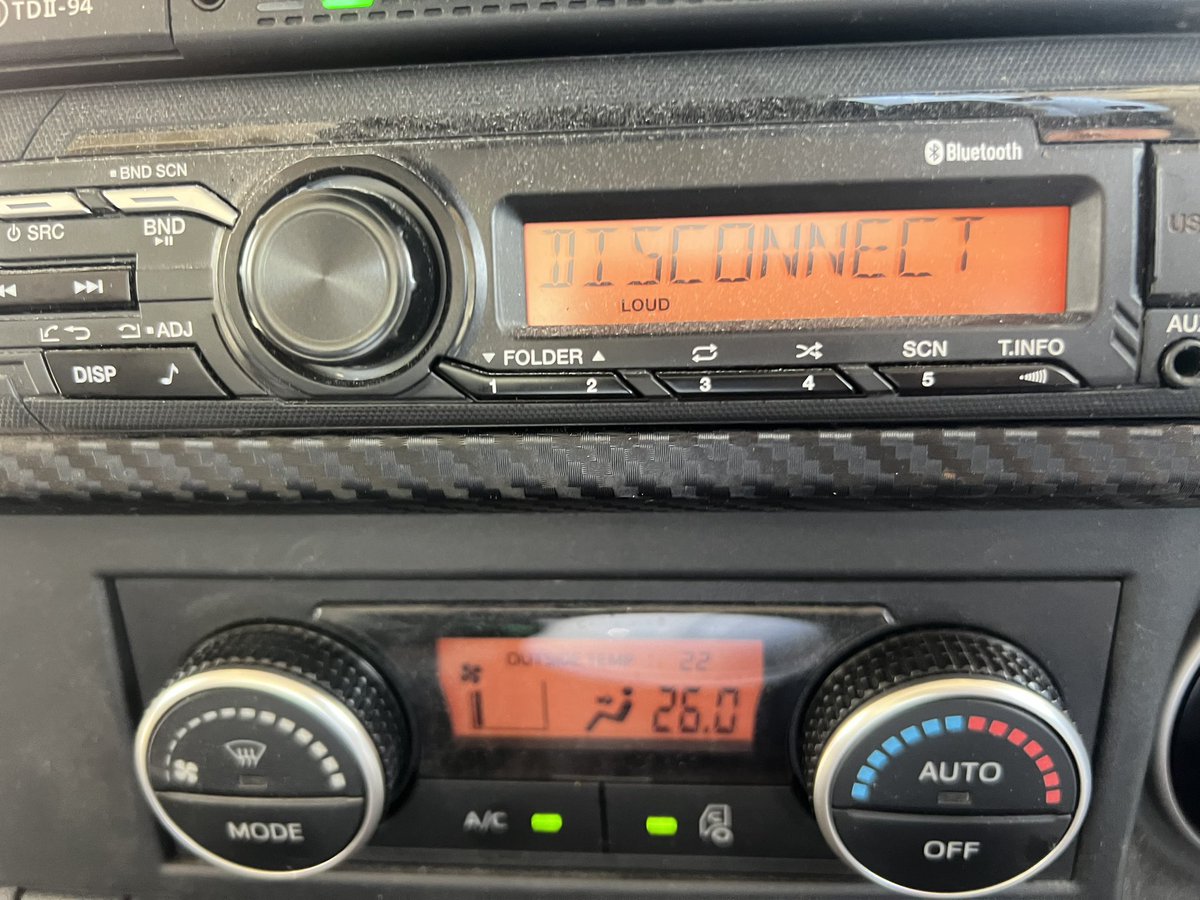 TDⅡ-94
Bluetooth
BND SCN
SRC
BND
ADJ
DISP
DISCONNECT
LOUD
FOLDER
SCN
T.INFO
1
2
3
4
5
OUTSIDE TEMP 22
26.0
A/C
MODE
AUTO
OFF